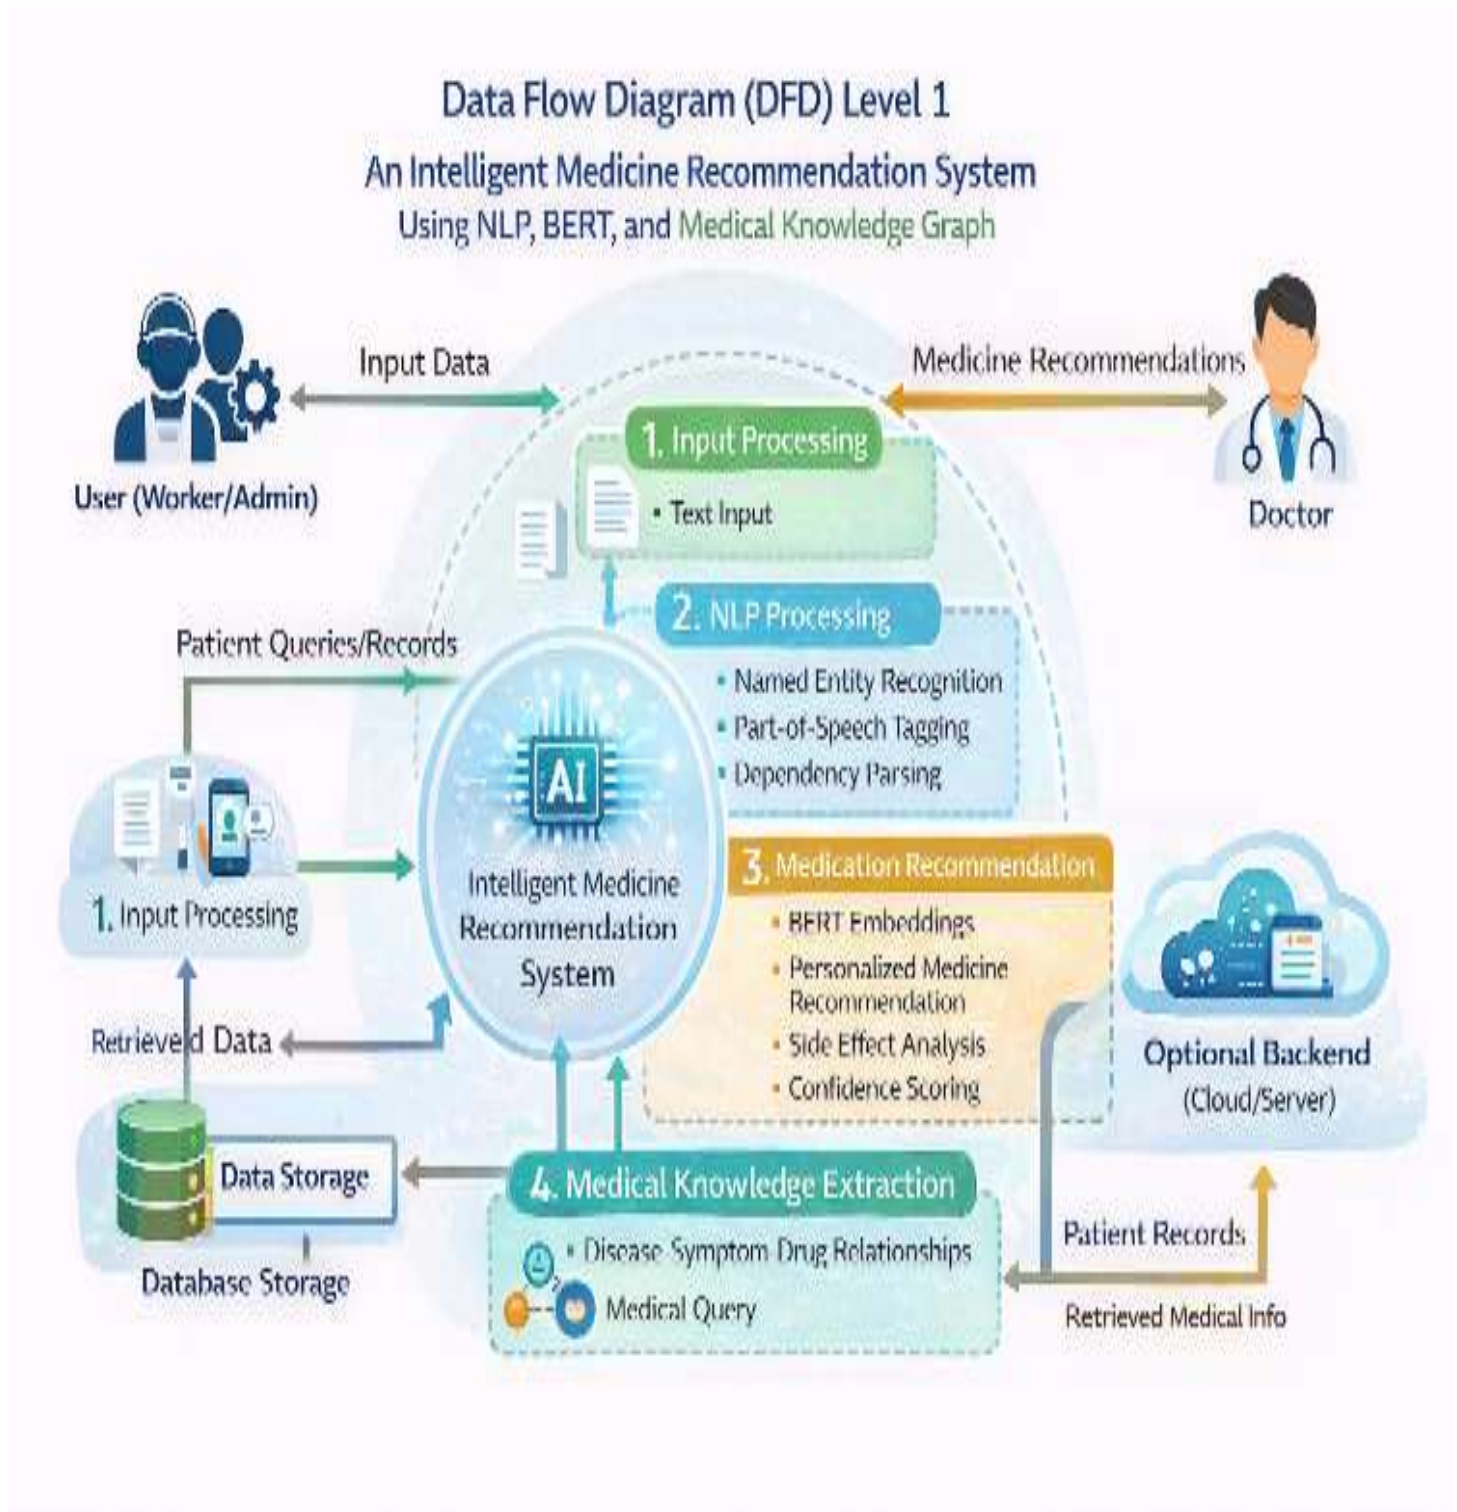 Data Flow Diagram (DFD) Level 1
An Intelligent Medicine Recommendation System
Using NLP, BERT, and Medical Knowledge Graph
Input Data
Medicine Recommendations
User (Worker/Admin)
Doctor
1. Input Processing
• Text Input
2. NLP Processing
• Named Entity Recognition
• Part-of-Speech Tagging
• Dependency Parsing
Patient Queries/Records
AI
Intelligent Medicine
Recommendation
System
1. Input Processing
3. Medication Recommendation
• BERT Embeddings
• Personalized Medicine
Recommendation
• Side Effect Analysis
• Confidence Scoring
Optional Backend
(Cloud/Server)
Retrieved Data
Data Storage
Database Storage
4. Medical Knowledge Extraction
• Disease-Symptom-Drug Relationships
Medical Query
Patient Records
Retrieved Medical Info